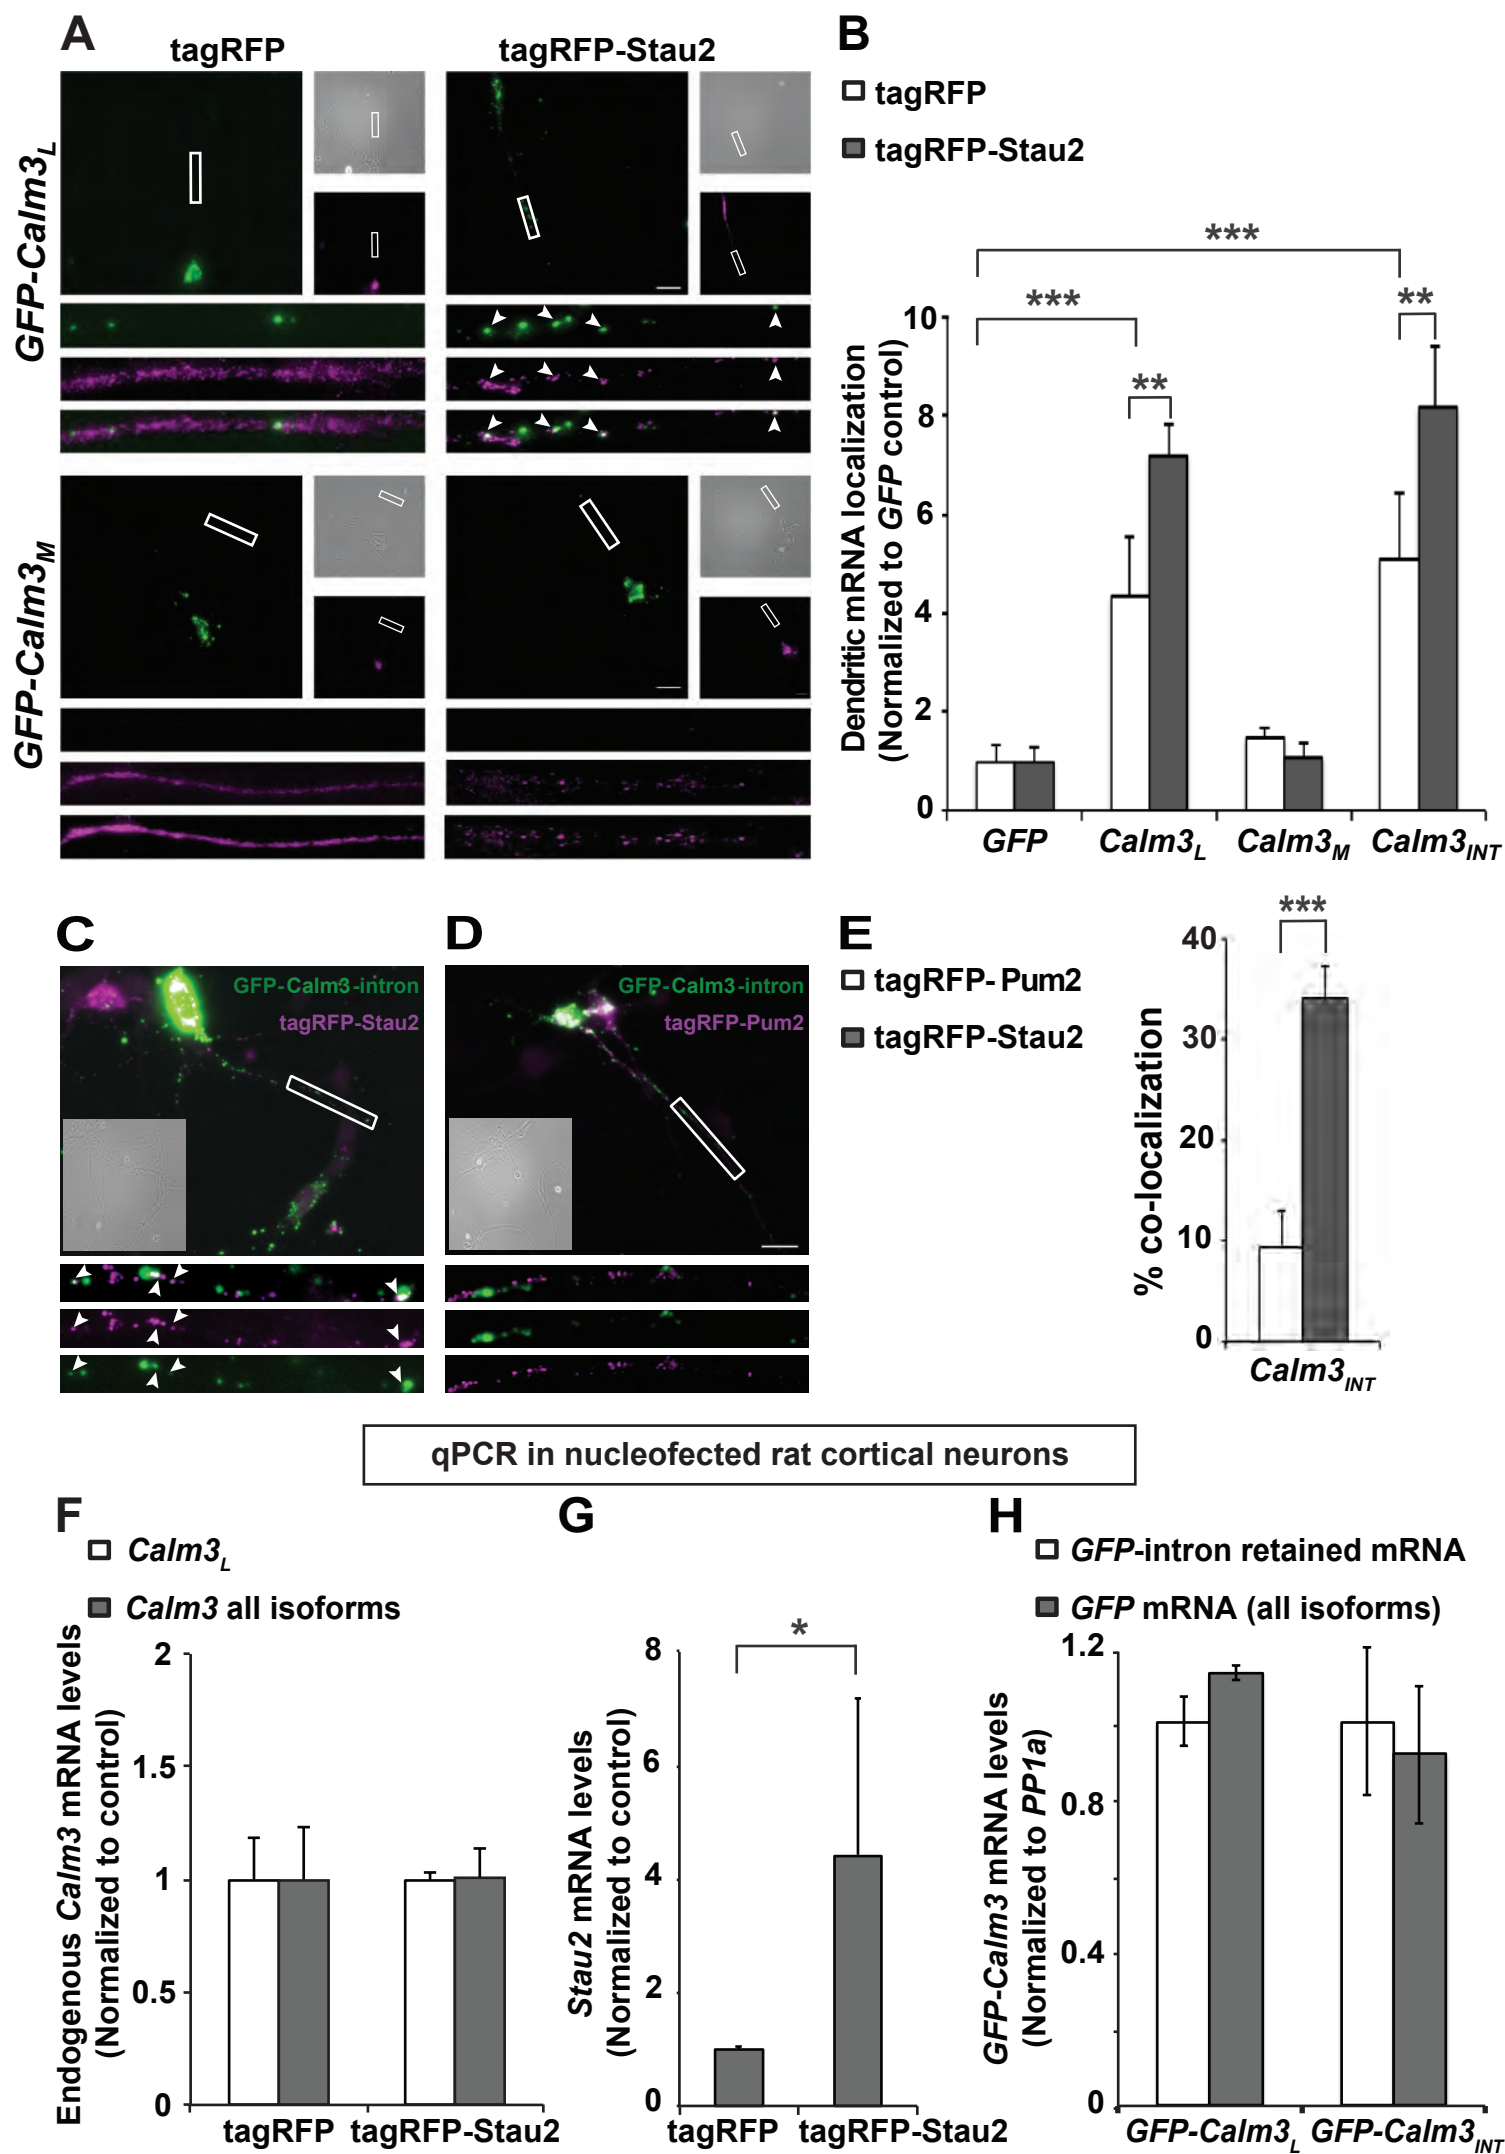 A
tagRFP
tagRFP-Stau2
GFP-Calm3L
GFP-Calm3M
B
tagRFP
tagRFP-Stau2
***
***
**
**
Dendritic mRNA localization
(Normalized to GFP control)
10
8
6
4
2
0
GFP
Calm3L
Calm3M
Calm3INT
C
GFP-Calm3-intron
tagRFP-Stau2
D
GFP-Calm3-intron
tagRFP-Pum2
E
tagRFP-Pum2
tagRFP-Stau2
***
% co-localization
40
30
20
10
0
Calm3INT
qPCR in nucleofected rat cortical neurons
F
Calm3L
Calm3 all isoforms
Endogenous Calm3 mRNA levels
(Normalized to control)
2
1.5
1
0.5
0
tagRFP
tagRFP-Stau2
G
*
Stau2 mRNA levels
(Normalized to control)
8
6
4
2
0
tagRFP
tagRFP-Stau2
H
GFP-intron retained mRNA
GFP mRNA (all isoforms)
GFP-Calm3 mRNA levels
(Normalized to PP1a)
1.2
0.8
0.4
0
GFP-Calm3L
GFP-Calm3INT